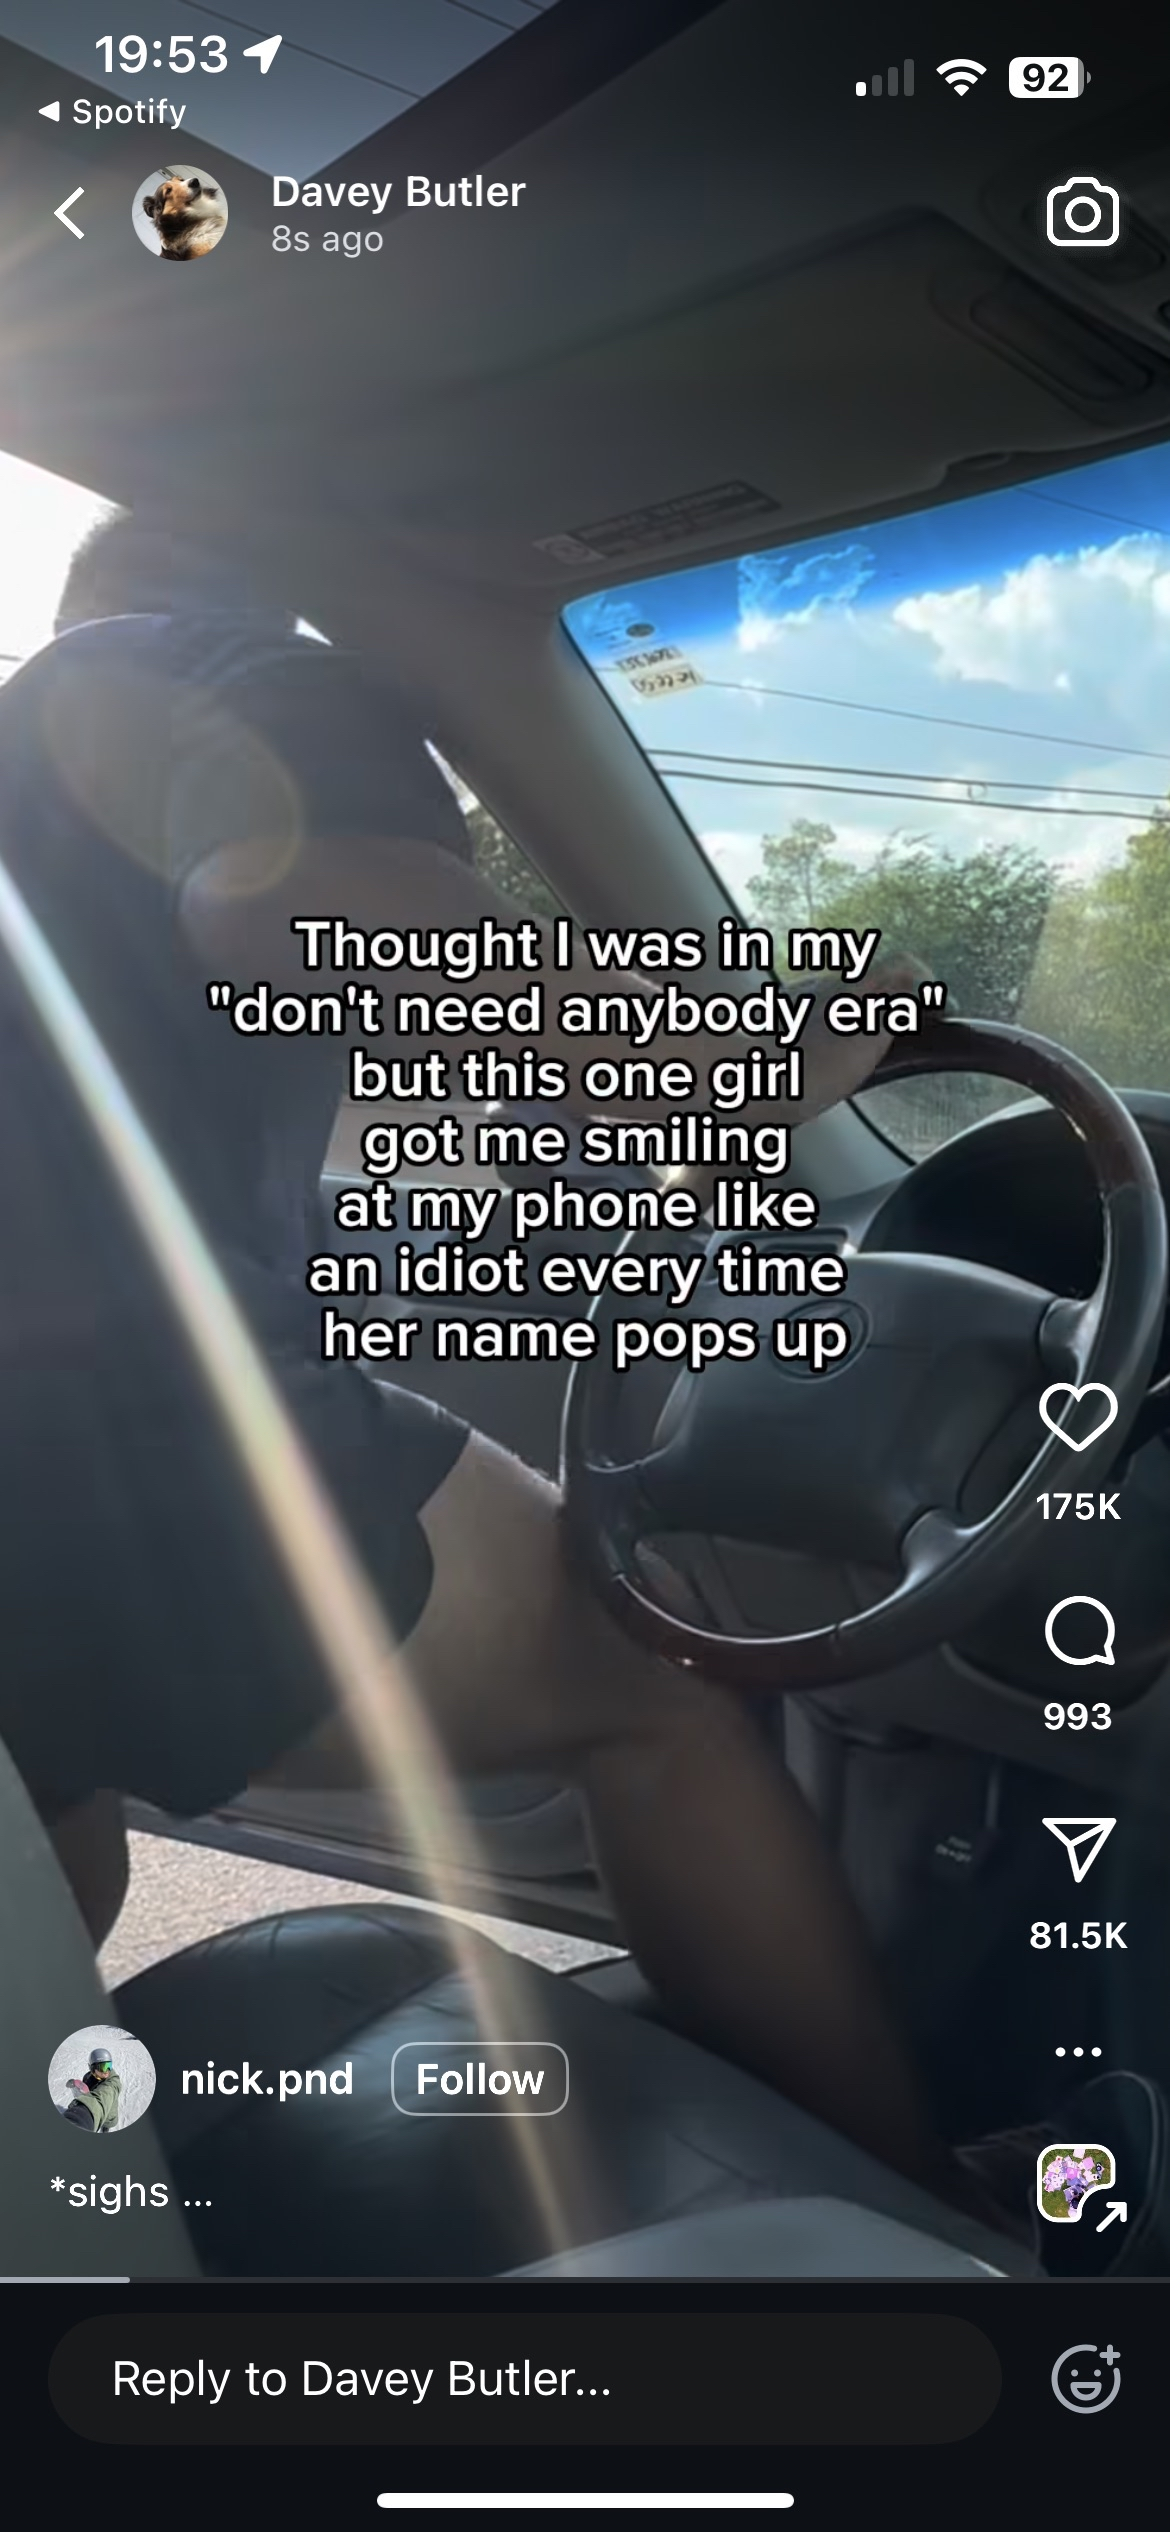 19:53
92
Spotify
Davey Butler
8s ago
Thought I was in my
"don't need anybody era"
but this one girl
got me smiling
at my phone like
an idiot every time
her name pops up
175K
993
81.5K
nick.pnd
Follow
*sighs ...
Reply to Davey Butler...